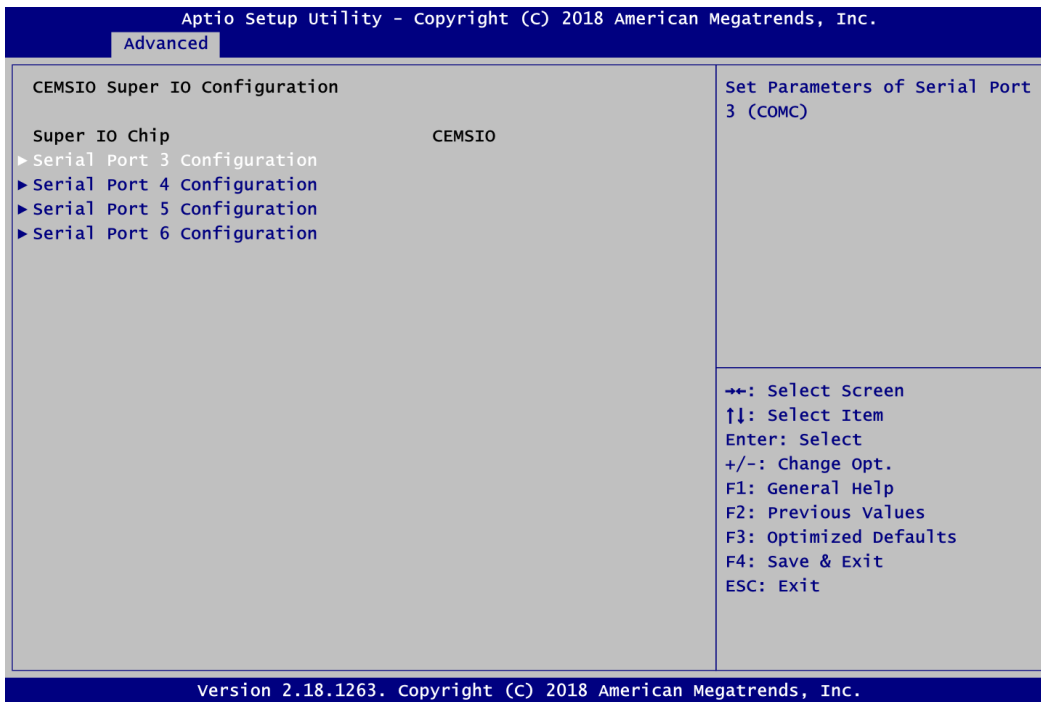 Aptio Setup Utility - Copyright (C) 2018 American Megatrends, Inc.
Advanced
CEMSIO Super IO Configuration
Super IO Chip CEMSIO
▶ Serial Port 3 Configuration
▶ Serial Port 4 Configuration
▶ Serial Port 5 Configuration
▶ Serial Port 6 Configuration
Set Parameters of Serial Port
3 (COMC)
→←: Select Screen
↑↓: Select Item
Enter: Select
+/-: Change Opt.
F1: General Help
F2: Previous Values
F3: Optimized Defaults
F4: Save & Exit
ESC: Exit
Version 2.18.1263. Copyright (C) 2018 American Megatrends, Inc.